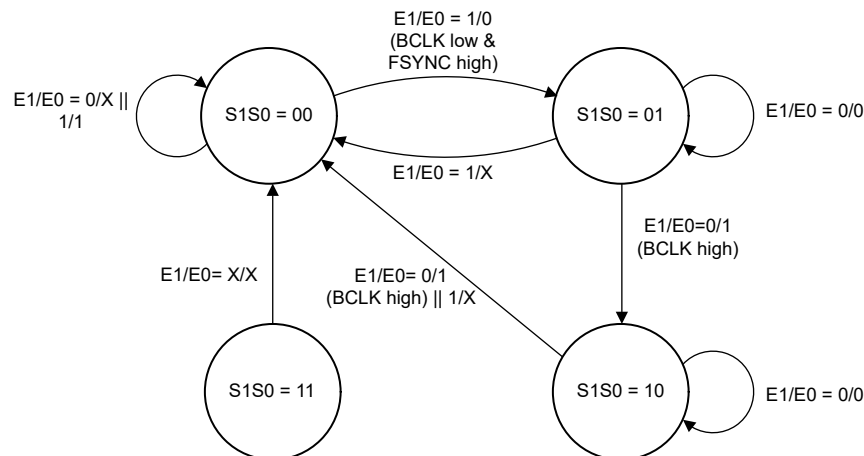 E1/E0 = 1/0
(BCLK low &
FSYNC high)
E1/E0 = 0/X ||
1/1
S1S0 = 00
S1S0 = 01
E1/E0 = 0/0
E1/E0 = 1/X
E1/E0=0/1
(BCLK high)
E1/E0= X/X
E1/E0= 0/1
(BCLK high) || 1/X
S1S0 = 11
S1S0 = 10
E1/E0 = 0/0